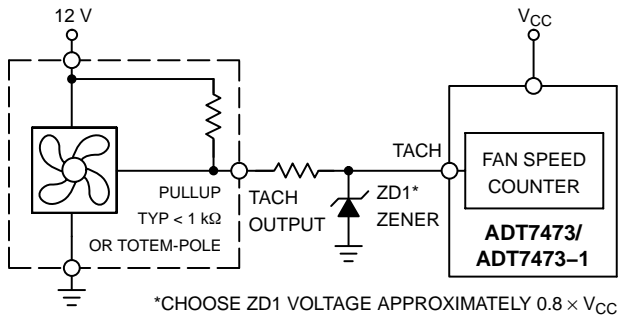 12 V
VCC
PULLUP
TYP < 1 kΩ
OR TOTEM-POLE
TACH
OUTPUT
ZD1*
ZENER
TACH
FAN SPEED
COUNTER
ADT7473/
ADT7473–1
*CHOOSE ZD1 VOLTAGE APPROXIMATELY 0.8 × VCC